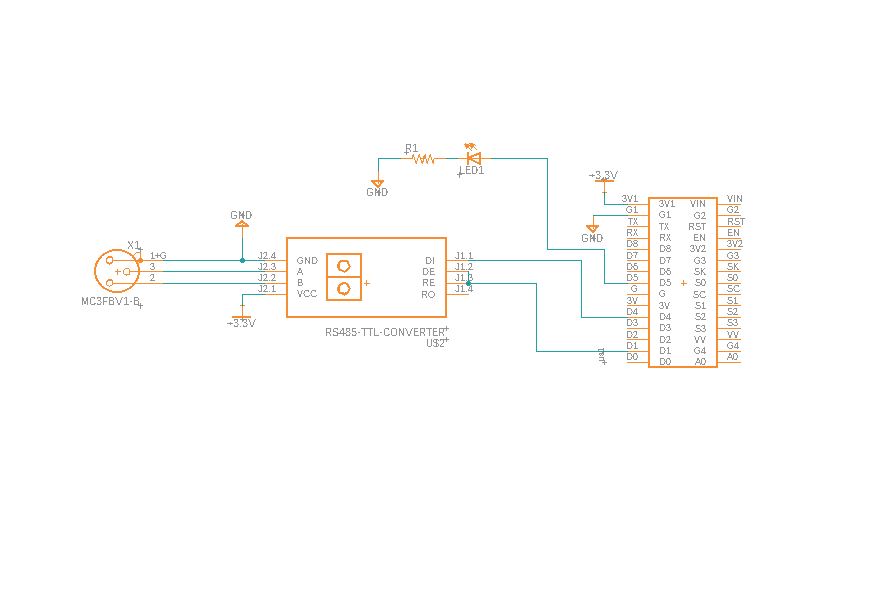 R1
LED1
GND
+3.3V
GND
GND
X1
1+G
3
2
MC3FBV1-B
+3.3V
J2.4
J2.3
J2.2
J2.1
GND
A
B
VCC
DI
DE
RE
RO
J1.1
J1.2
J1.3
J1.4
RS485-TTL-CONVERTER
US2
3V1 3V1 VIN VIN
G1 G1 G2 G2
TX TX RST RST
RX RX EN EN
D8 D8 3V2 3V2
D7 D7 G3 G3
D6 D6 SK SK
D5 D5 S0 S0
G G SC SC
3V 3V S1 S1
D4 D4 S2 S2
D3 D3 S3 S3
D2 D2 VV VV
D1 D1 G4 G4
D0 D0 A0 A0